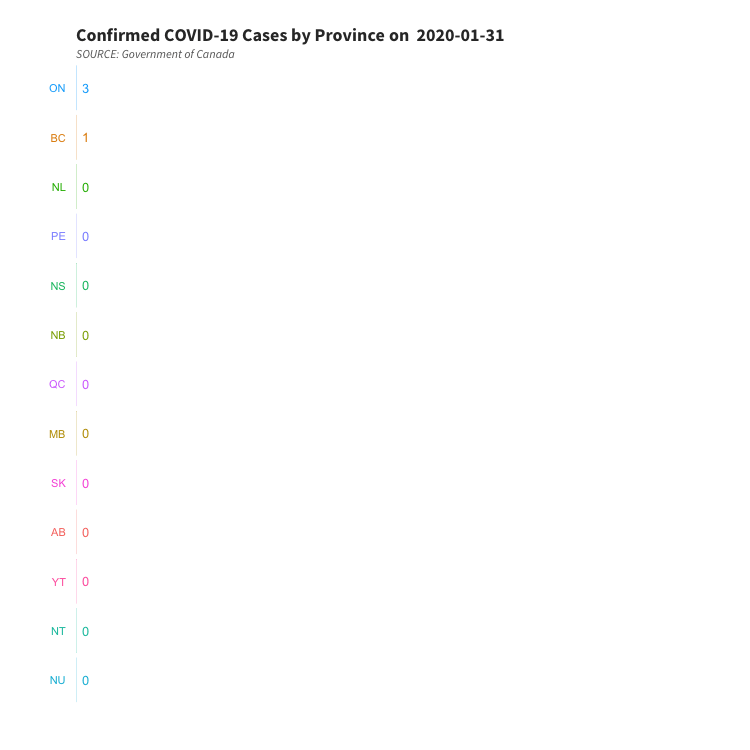 Confirmed COVID-19 Cases by Province on  2020-01-31
SOURCE: Government of Canada
ON 3
BC 1
NL 0
PE 0
NS 0
NB 0
QC 0
MB 0
SK 0
AB 0
YT 0
NT 0
NU 0